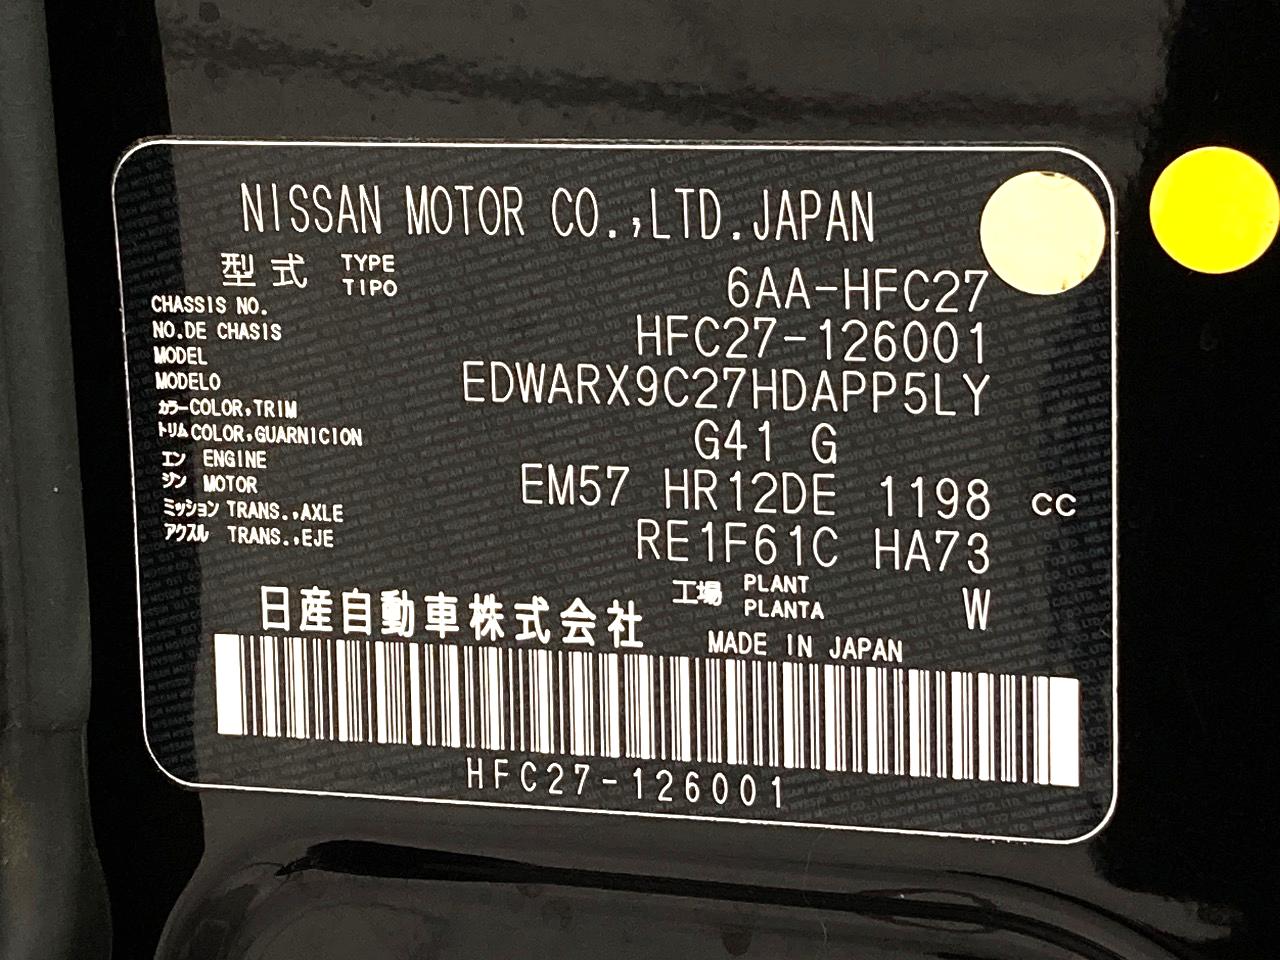 NISSAN MOTOR CO.,LTD.JAPAN
型式 TYPE
TIPO
6AA-HFC27
CHASSIS NO.
NO.DE CHASIS
HFC27-126001
MODEL
MODELO
EDWARX9C27HDAPP5LY
カラー COLOR,TRIM
トリム COLOR,GUARNICION
G41 G
エン ENGINE
ジン MOTOR
EM57 HR12DE 1198 cc
ミッション TRANS.,AXLE
アクスル TRANS.,EJE
RE1F61C HA73
工場 PLANT
PLANTA
W
日産自動車株式会社
MADE IN JAPAN
HFC27-126001